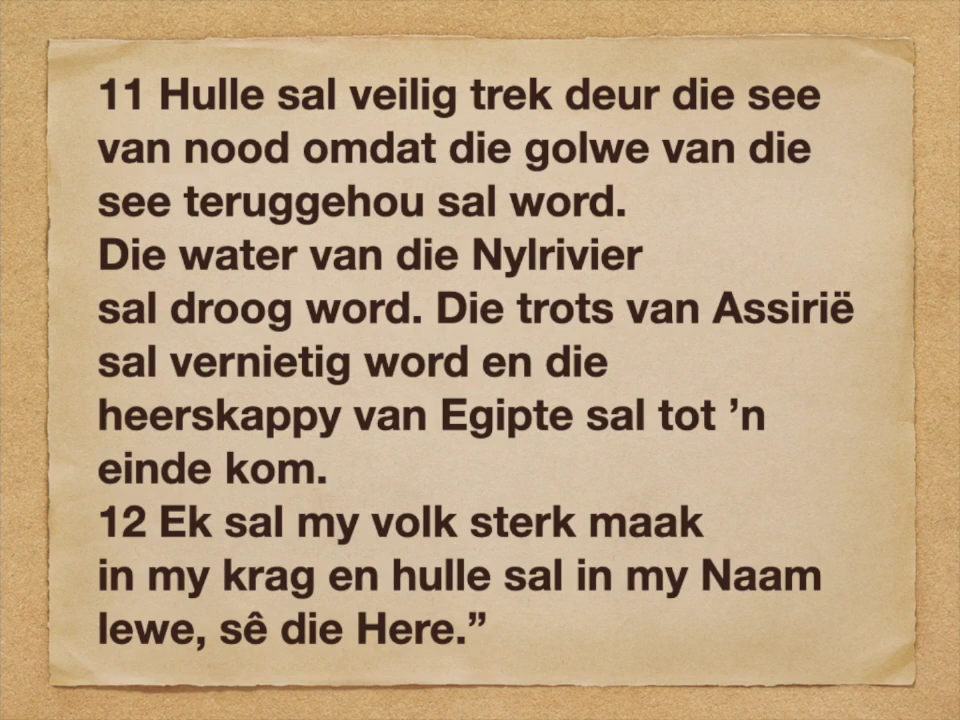 11 Hulle sal veilig trek deur die see
van nood omdat die golwe van die
see teruggehou sal word.
Die water van die Nylrivier
sal droog word. Die trots van Assirië
sal vernietig word en die
heerskappy van Egipte sal tot ’n
einde kom.
12 Ek sal my volk sterk maak
in my krag en hulle sal in my Naam
lewe, sê die Here.”